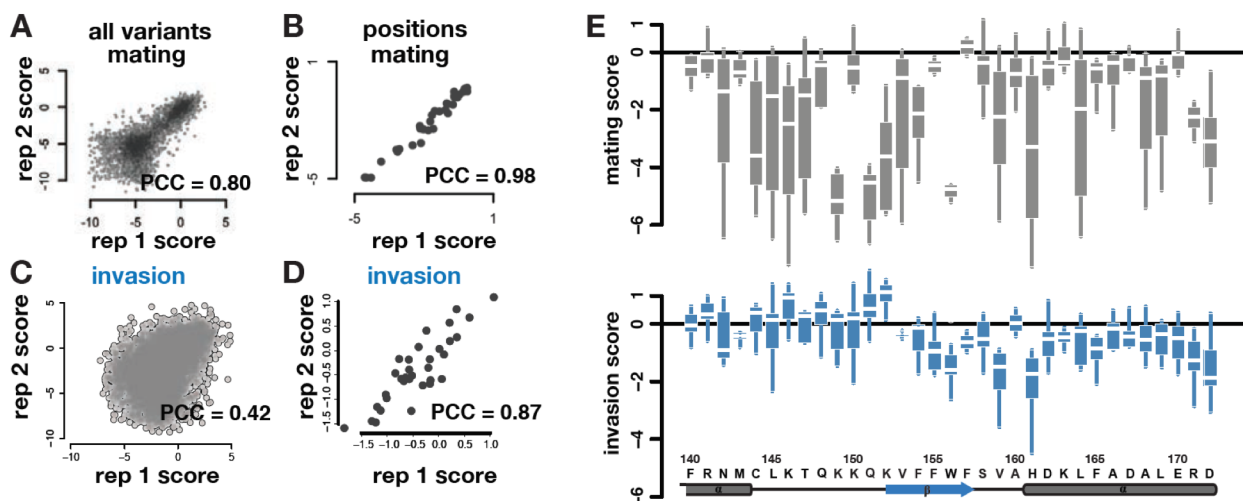 A
all variants
mating
rep 2 score
5
0
-5
-10
PCC = 0.80
-10 -5 0 5
rep 1 score
B
positions
mating
rep 2 score
1
-5
PCC = 0.98
-5 1
rep 1 score
C
invasion
rep 2 score
5
0
-5
-10
PCC = 0.42
-10 -5 0 5
rep 1 score
D
invasion
rep 2 score
1.0
0.5
0.0
-0.5
-1.0
-1.5
PCC = 0.87
-1.5 -1.0 -0.5 0.0 0.5 1.0
rep 1 score
E
mating score
1
0
-2
-4
-6
invasion score
1
0
-2
-4
-6
140 145 150 155 160 165 170
F R N M C L K T Q K K Q K V F F W F S V A H D K L F A D A L E R D
α β α